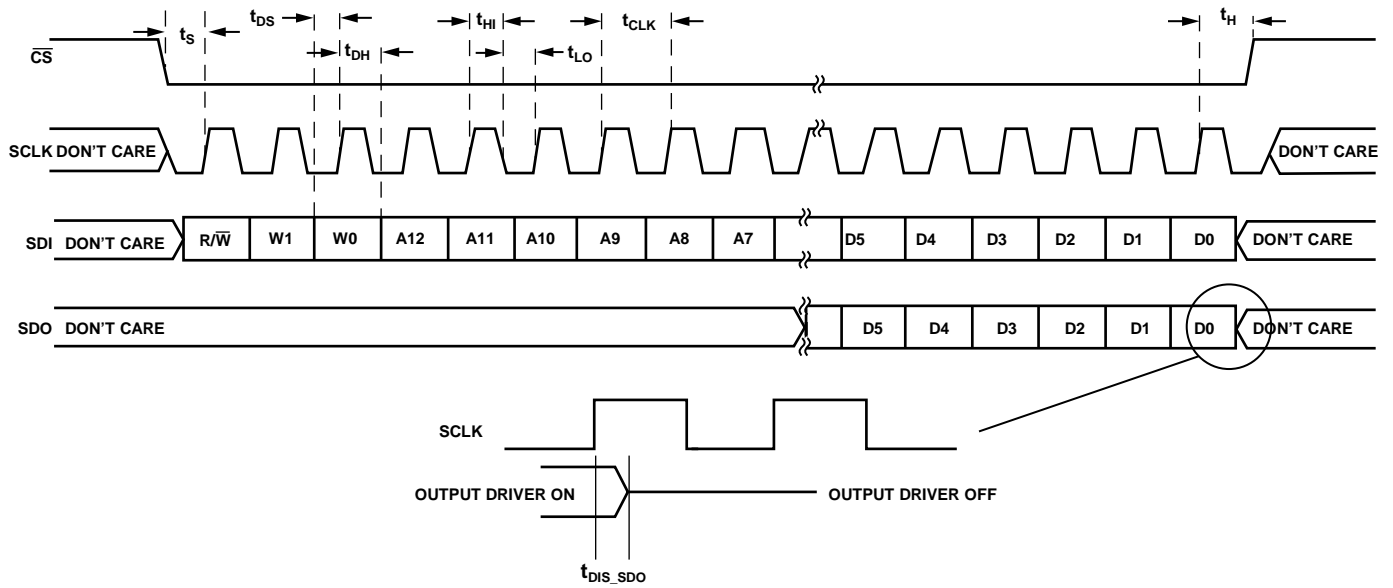 tS tDS tDH tHI tLO tCLK tH
C̅S̅
SCLK DON'T CARE DON'T CARE
SDI DON'T CARE R/W̅ W1 W0 A12 A11 A10 A9 A8 A7 D5 D4 D3 D2 D1 D0 DON'T CARE
SDO DON'T CARE D5 D4 D3 D2 D1 D0 DON'T CARE
SCLK
OUTPUT DRIVER ON OUTPUT DRIVER OFF
tDIS_SDO